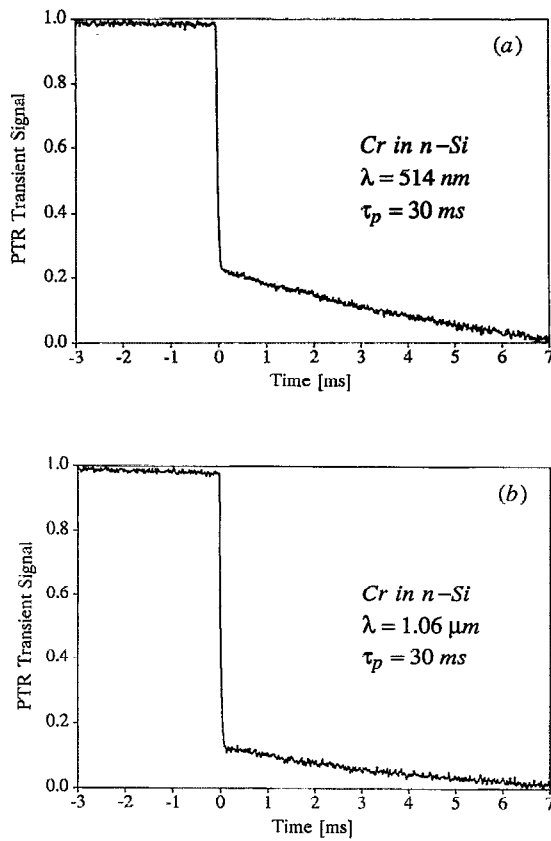 (a)
1.0
0.8
0.6
0.4
0.2
0.0
PTR Transient Signal
Cr in n-Si
λ = 514 nm
τp = 30 ms
-3 -2 -1 0 1 2 3 4 5 6 7
Time [ms]
(b)
1.0
0.8
0.6
0.4
0.2
0.0
PTR Transient Signal
Cr in n-Si
λ = 1.06 μm
τp = 30 ms
-3 -2 -1 0 1 2 3 4 5 6 7
Time [ms]